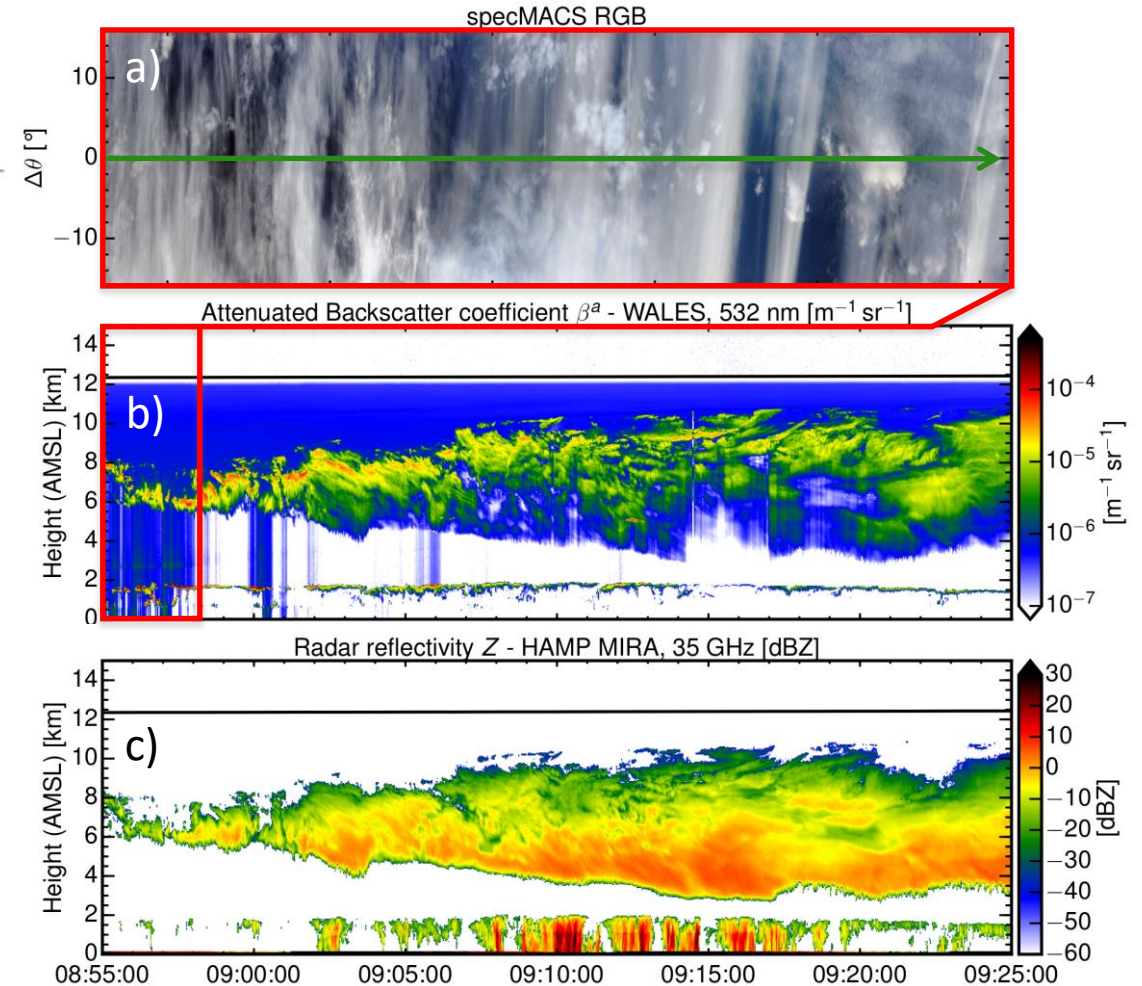 specMACS RGB
a)
10
0
−10
Δθ [°]
Attenuated Backscatter coefficient βᵃ - WALES, 532 nm [m⁻¹ sr⁻¹]
b)
14
12
10
8
6
4
2
0
Height (AMSL) [km]
10⁻⁴
10⁻⁵
10⁻⁶
10⁻⁷
[m⁻¹ sr⁻¹]
Radar reflectivity Z - HAMP MIRA, 35 GHz [dBZ]
c)
14
12
10
8
6
4
2
0
Height (AMSL) [km]
30
20
10
0
−10
−20
−30
−40
−50
−60
[dBZ]
08:55:00 09:00:00 09:05:00 09:10:00 09:15:00 09:20:00 09:25:00